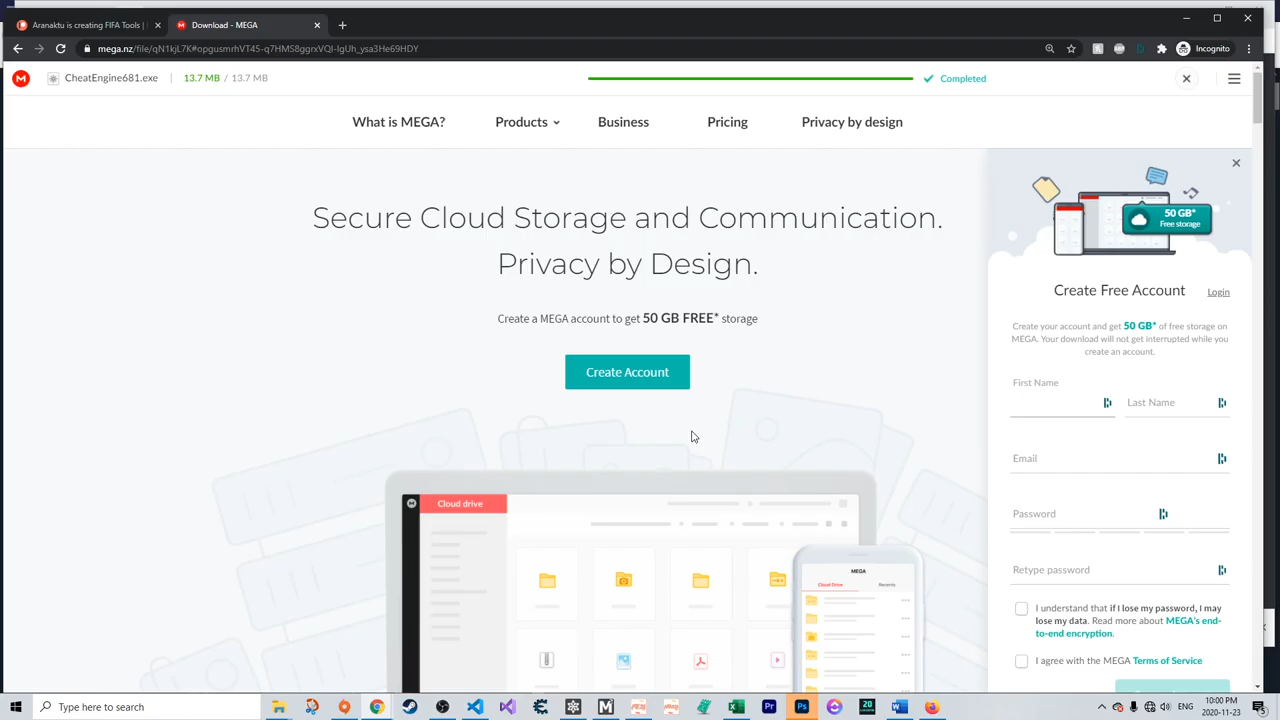 Aranaktu is creating FIFA Tools |
Download - MEGA
mega.nz/file/qN1kjL7K#opgusmrhVT45-q7HMS8ggrxVQI-IgUh_ysa3He69HDY
Incognito
CheatEngine681.exe
13.7 MB / 13.7 MB
Completed
What is MEGA?
Products
Business
Pricing
Privacy by design
Secure Cloud Storage and Communication.
Privacy by Design.
Create a MEGA account to get 50 GB FREE* storage
Create Account
50 GB*
Free storage
Create Free Account
Login
Create your account and get 50 GB* of free storage on
MEGA. Your download will not get interrupted while you
create an account.
First Name
Last Name
Email
Password
Retype password
I understand that if I lose my password, I may
lose my data. Read more about MEGA's end-
to-end encryption.
I agree with the MEGA Terms of Service
Cloud drive
MEGA
Cloud Drive
Recents
Type here to search
10:00 PM
2020-11-23